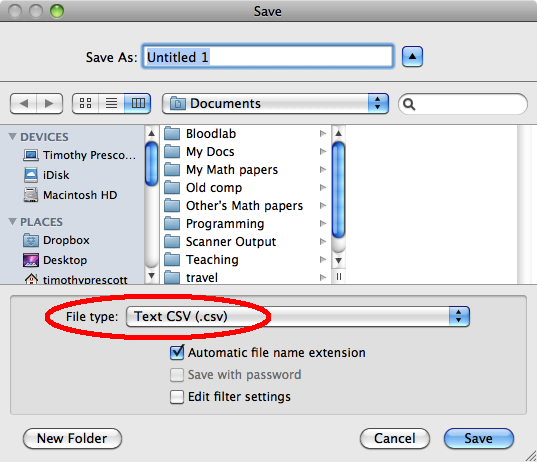 Save
Save As: Untitled 1
Documents
DEVICES
Timothy Presco...
iDisk
Macintosh HD
PLACES
Dropbox
Desktop
timothyprescott
Bloodlab
My Docs
My Math papers
Old comp
Other's Math papers
Programming
Scanner Output
Teaching
travel
File type: Text CSV (.csv)
Automatic file name extension
Save with password
Edit filter settings
New Folder
Cancel
Save